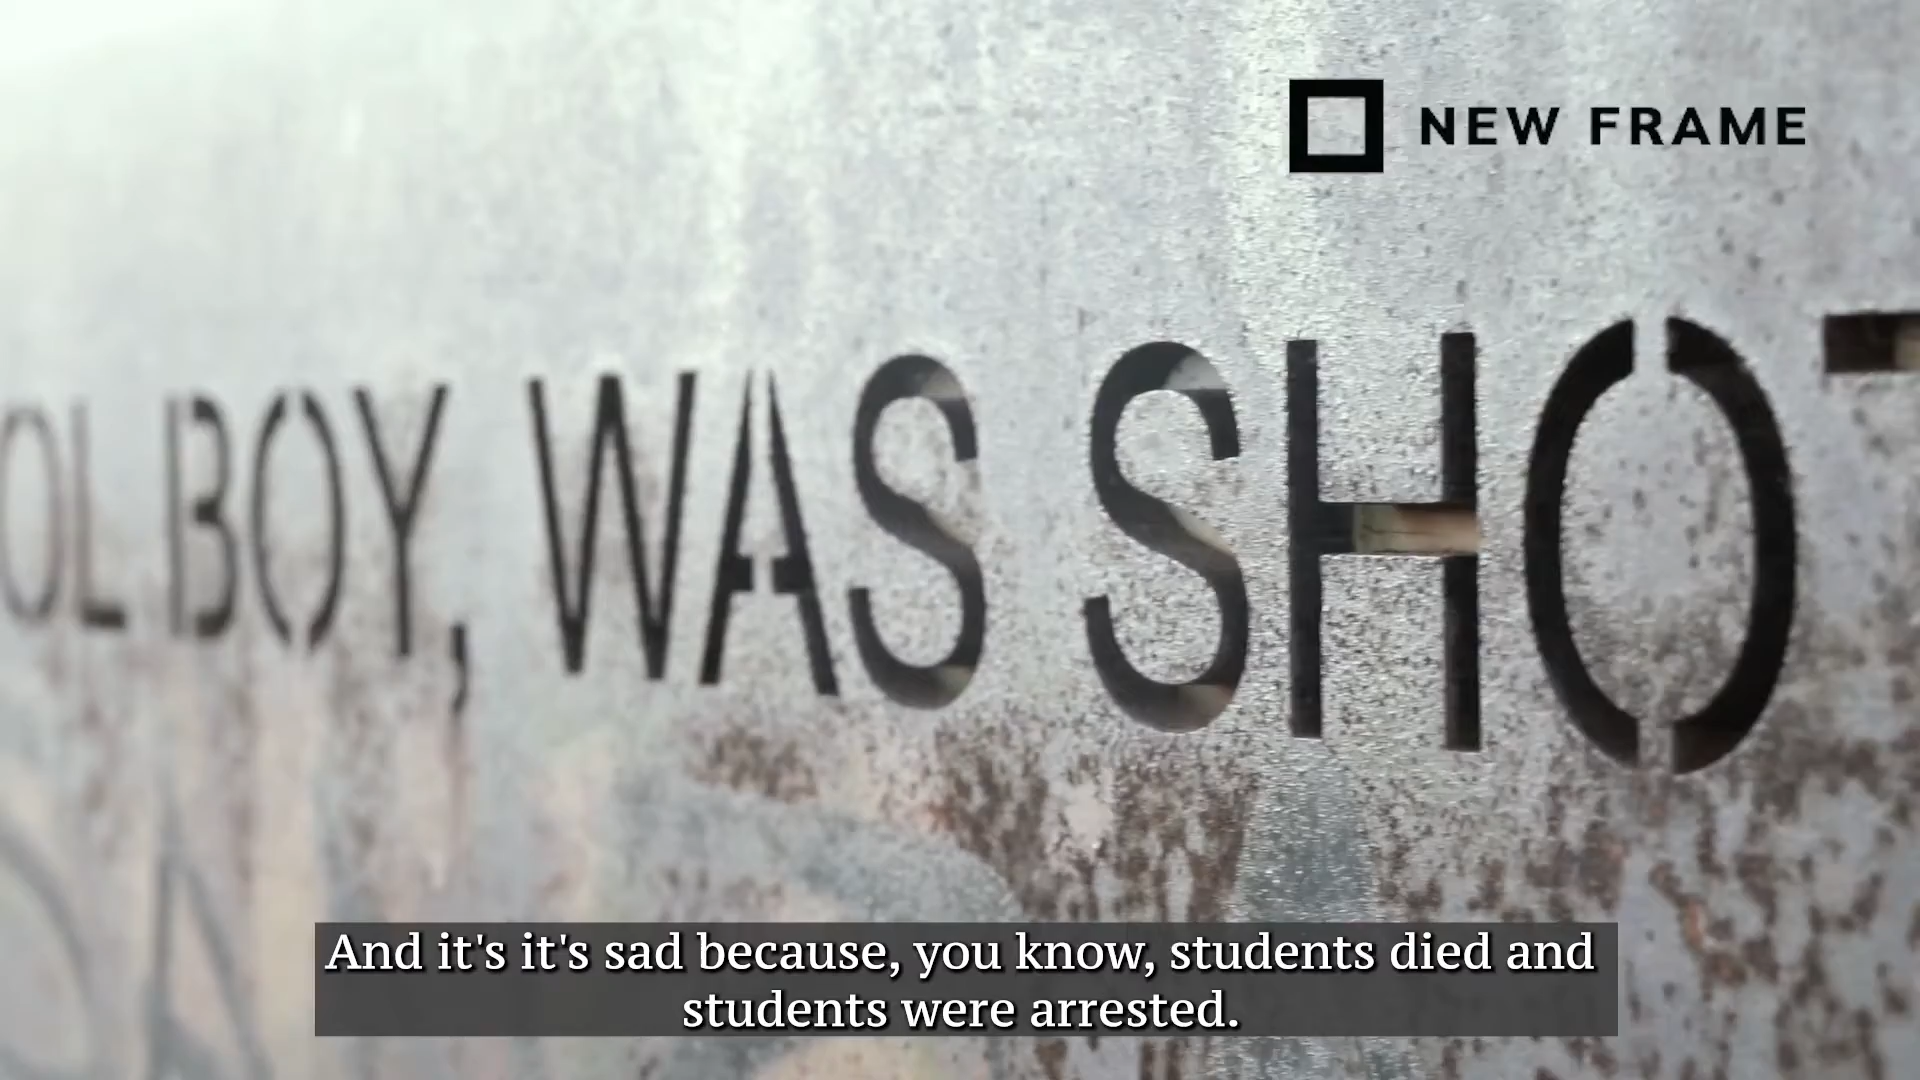 NEW FRAME
OL BOY, WAS SHO
And it's it's sad because, you know, students died and
students were arrested.